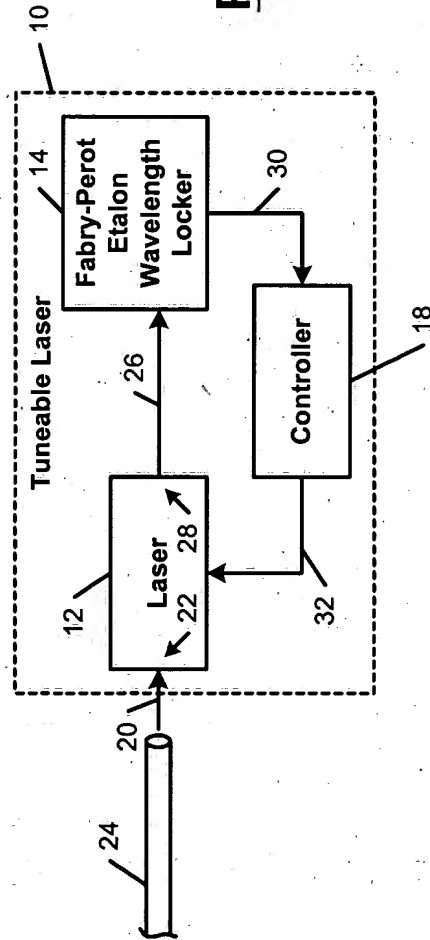 10
Tuneable Laser
14
Fabry-Perot
Etalon
Wavelength
Locker
12
Laser
22
28
26
30
Controller
18
32
20
24